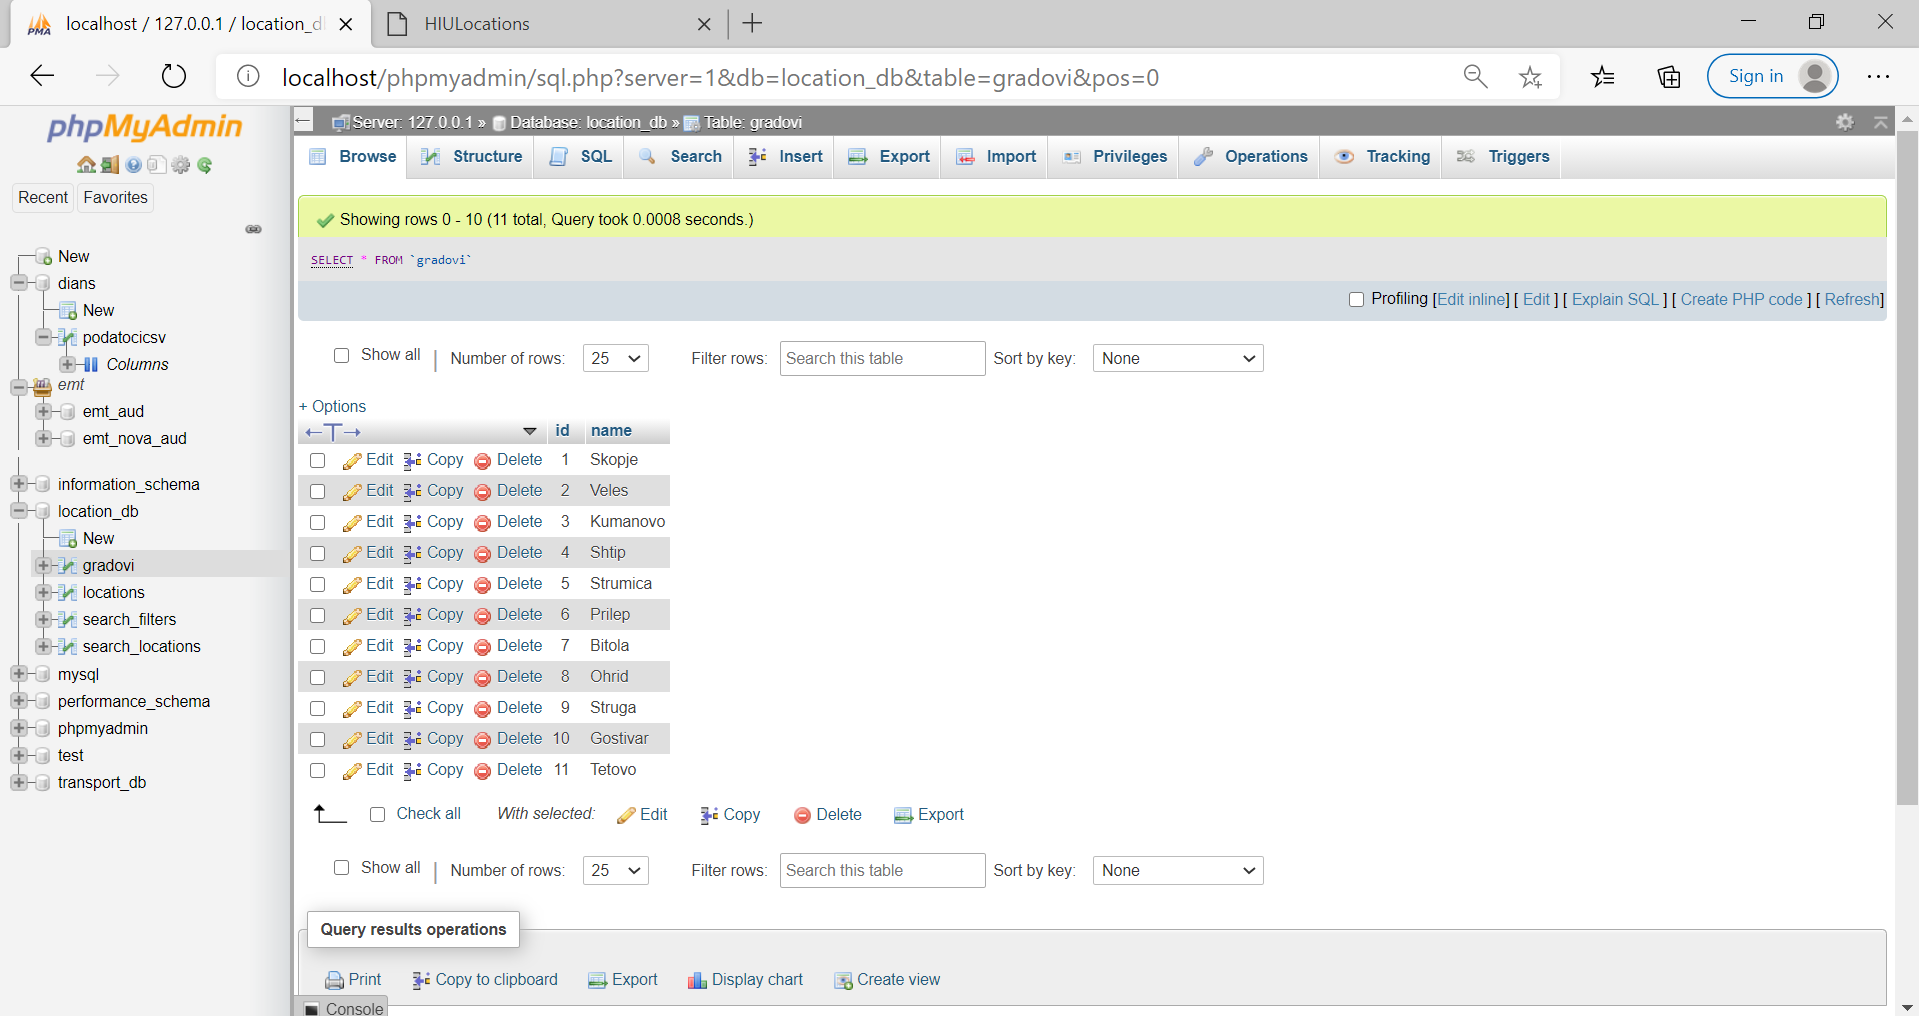 localhost / 127.0.0.1 / location_d
HIULocations
localhost/phpmyadmin/sql.php?server=1&db=location_db&table=gradovi&pos=0
Sign in
phpMyAdmin
Recent
Favorites
New
dians
New
podatocicsv
Columns
emt
emt_aud
emt_nova_aud
information_schema
location_db
New
gradovi
locations
search_filters
search_locations
mysql
performance_schema
phpmyadmin
test
transport_db
Server: 127.0.0.1 » Database: location_db » Table: gradovi
Browse Structure SQL Search Insert Export Import Privileges Operations Tracking Triggers
Showing rows 0 - 10 (11 total, Query took 0.0008 seconds.)
SELECT * FROM `gradovi`
Profiling [Edit inline] [ Edit ] [ Explain SQL ] [ Create PHP code ] [ Refresh]
Show all | Number of rows: 25 Filter rows: Search this table Sort by key: None
+ Options
←T→ id name
Edit Copy Delete 1 Skopje
Edit Copy Delete 2 Veles
Edit Copy Delete 3 Kumanovo
Edit Copy Delete 4 Shtip
Edit Copy Delete 5 Strumica
Edit Copy Delete 6 Prilep
Edit Copy Delete 7 Bitola
Edit Copy Delete 8 Ohrid
Edit Copy Delete 9 Struga
Edit Copy Delete 10 Gostivar
Edit Copy Delete 11 Tetovo
Check all With selected: Edit Copy Delete Export
Show all | Number of rows: 25 Filter rows: Search this table Sort by key: None
Query results operations
Print Copy to clipboard Export Display chart Create view
Console